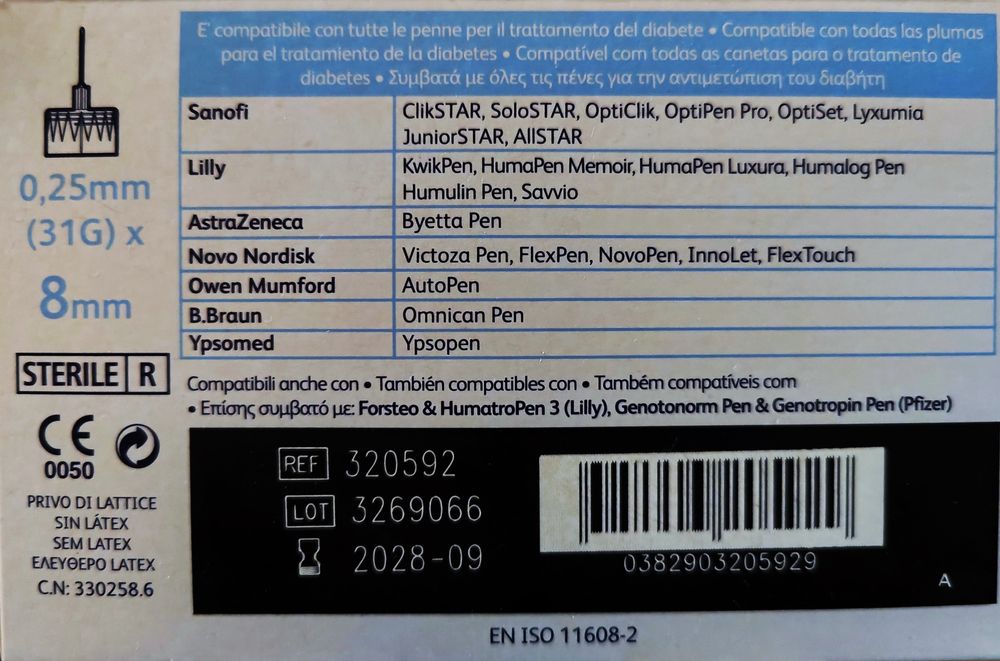 E' compatibile con tutte le penne per il trattamento del diabete • Compatible con todas las plumas
para el tratamiento de la diabetes • Compatível com todas as canetas para o tratamento de
diabetes • Συμβατά με όλες τις πένες για την αντιμετώπιση του διαβήτη
Sanofi ClikSTAR, SoloSTAR, OptiClik, OptiPen Pro, OptiSet, Lyxumia
JuniorSTAR, AllSTAR
Lilly KwikPen, HumaPen Memoir, HumaPen Luxura, Humalog Pen
Humulin Pen, Savvio
AstraZeneca Byetta Pen
Novo Nordisk Victoza Pen, FlexPen, NovoPen, InnoLet, FlexTouch
Owen Mumford AutoPen
B.Braun Omnican Pen
Ypsomed Ypsopen
0,25mm
(31G) x
8mm
STERILE R
CE
0050
PRIVO DI LATTICE
SIN LÁTEX
SEM LATEX
ΕΛΕΥΘΕΡΟ LATEX
C.N: 330258.6
Compatibili anche con • También compatibles con • Também compatíveis com
• Επίσης συμβατό με: Forsteo & HumatroPen 3 (Lilly), Genotonorm Pen & Genotropin Pen (Pfizer)
REF 320592
LOT 3269066
2028-09
0382903205929
A
EN ISO 11608-2